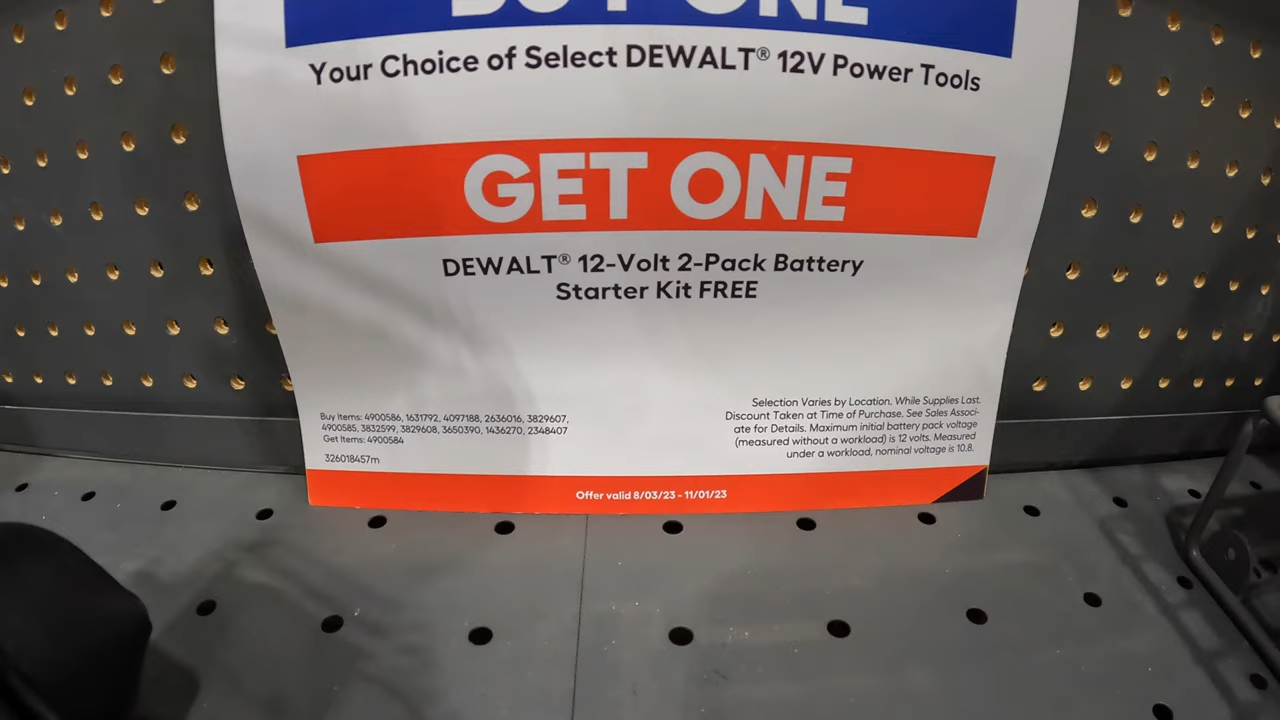 BUY ONE
Your Choice of Select DEWALT® 12V Power Tools
GET ONE
DEWALT® 12-Volt 2-Pack Battery
Starter Kit FREE
Buy Items: 4900586, 1631792, 4097188, 2636016, 3829607,
4900585, 3832599, 3829608, 3650390, 1436270, 2348407
Get Items: 4900584
326018457m
Selection Varies by Location. While Supplies Last.
Discount Taken at Time of Purchase. See Sales Associ-
ate for Details. Maximum initial battery pack voltage
(measured without a workload) is 12 volts. Measured
under a workload, nominal voltage is 10.8.
Offer valid 8/03/23 - 11/01/23